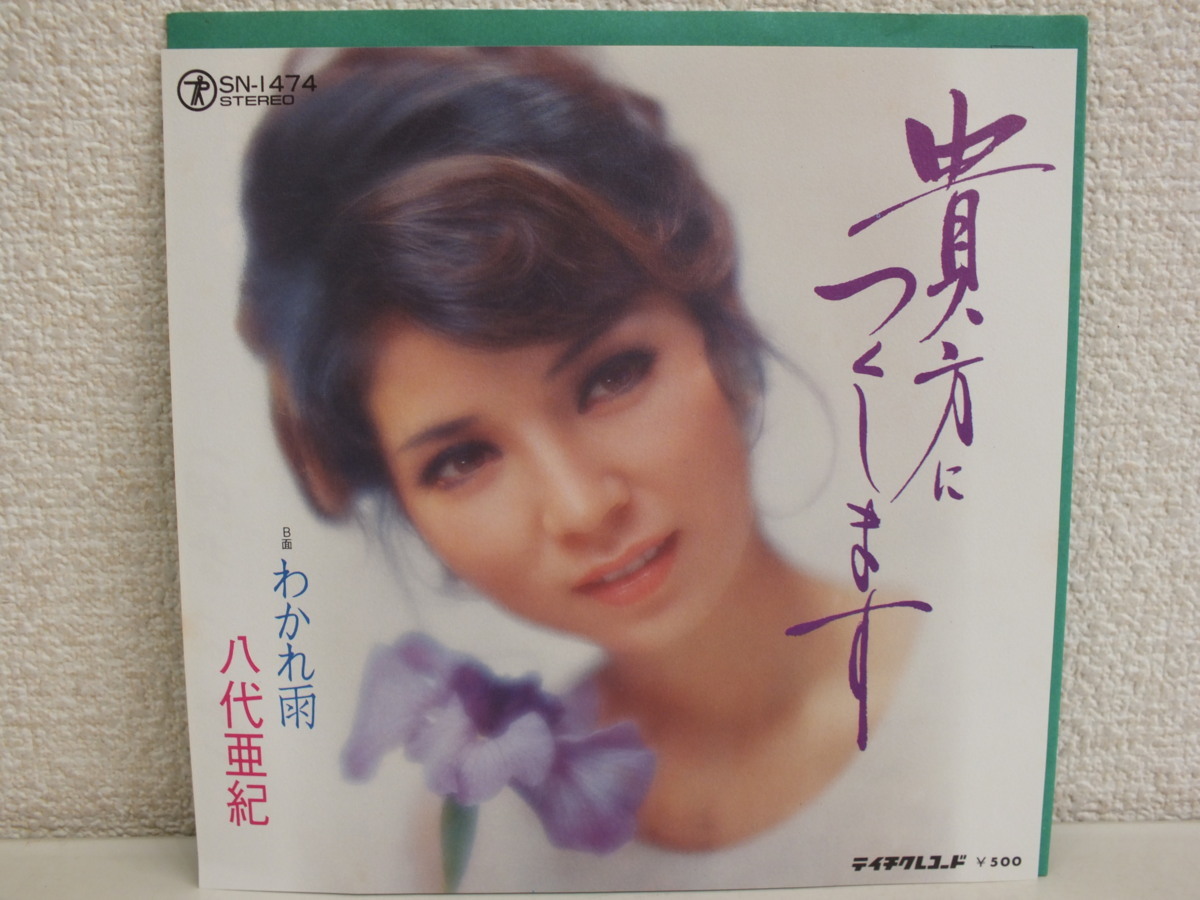 SN-1474
STEREO
貴方に
つくします
B面
わかれ雨
八代亜紀
テイチクレコード ¥500